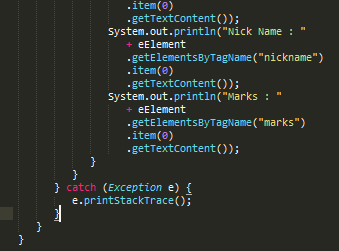 .item(0)
.getTextContent());
System.out.println("Nick Name : "
+ eElement
.getElementsByTagName("nickname")
.item(0)
.getTextContent());
System.out.println("Marks : "
+ eElement
.getElementsByTagName("marks")
.item(0)
.getTextContent());
}
}
} catch (Exception e) {
e.printStackTrace();
}
}
}